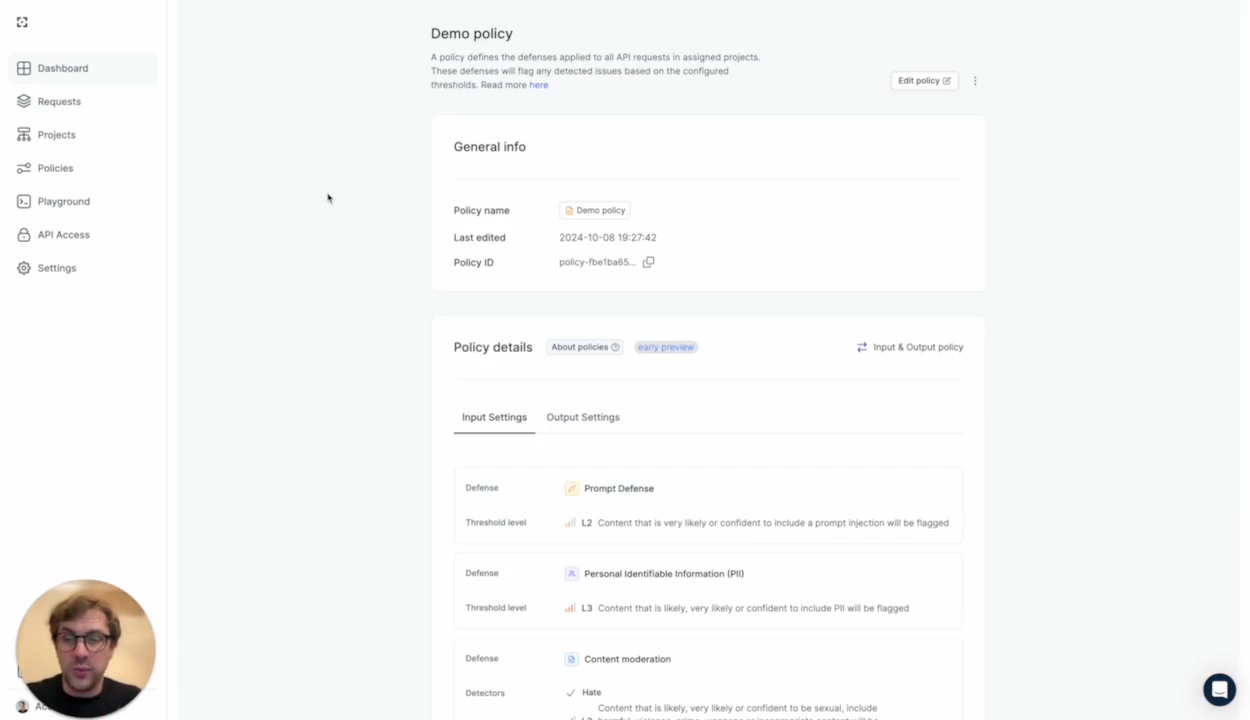 Dashboard
Requests
Projects
Policies
Playground
API Access
Settings
Demo policy
A policy defines the defenses applied to all API requests in assigned projects.
These defenses will flag any detected issues based on the configured
thresholds. Read more here
Edit policy
General info
Policy name Demo policy
Last edited 2024-10-08 19:27:42
Policy ID policy-fbe1ba65...
Policy details About policies early preview Input & Output policy
Input Settings Output Settings
Defense Prompt Defense
Threshold level L2 Content that is very likely or confident to include a prompt injection will be flagged
Defense Personal Identifiable Information (PII)
Threshold level L3 Content that is likely, very likely or confident to include PII will be flagged
Defense Content moderation
Detectors Hate
Content that is likely, very likely or confident to be sexual, include